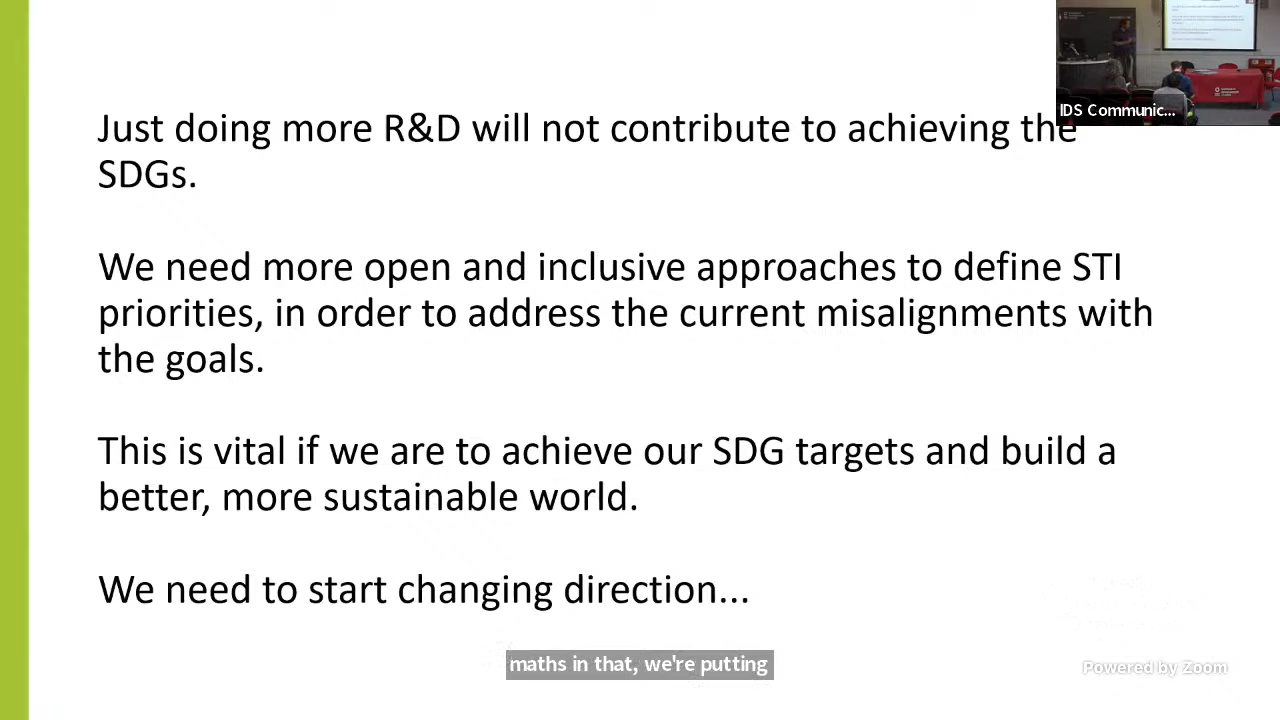 IDS Communic...
Just doing more R&D will not contribute to achieving the
SDGs.
We need more open and inclusive approaches to define STI
priorities, in order to address the current misalignments with
the goals.
This is vital if we are to achieve our SDG targets and build a
better, more sustainable world.
We need to start changing direction...
maths in that, we're putting
Powered by Zoom